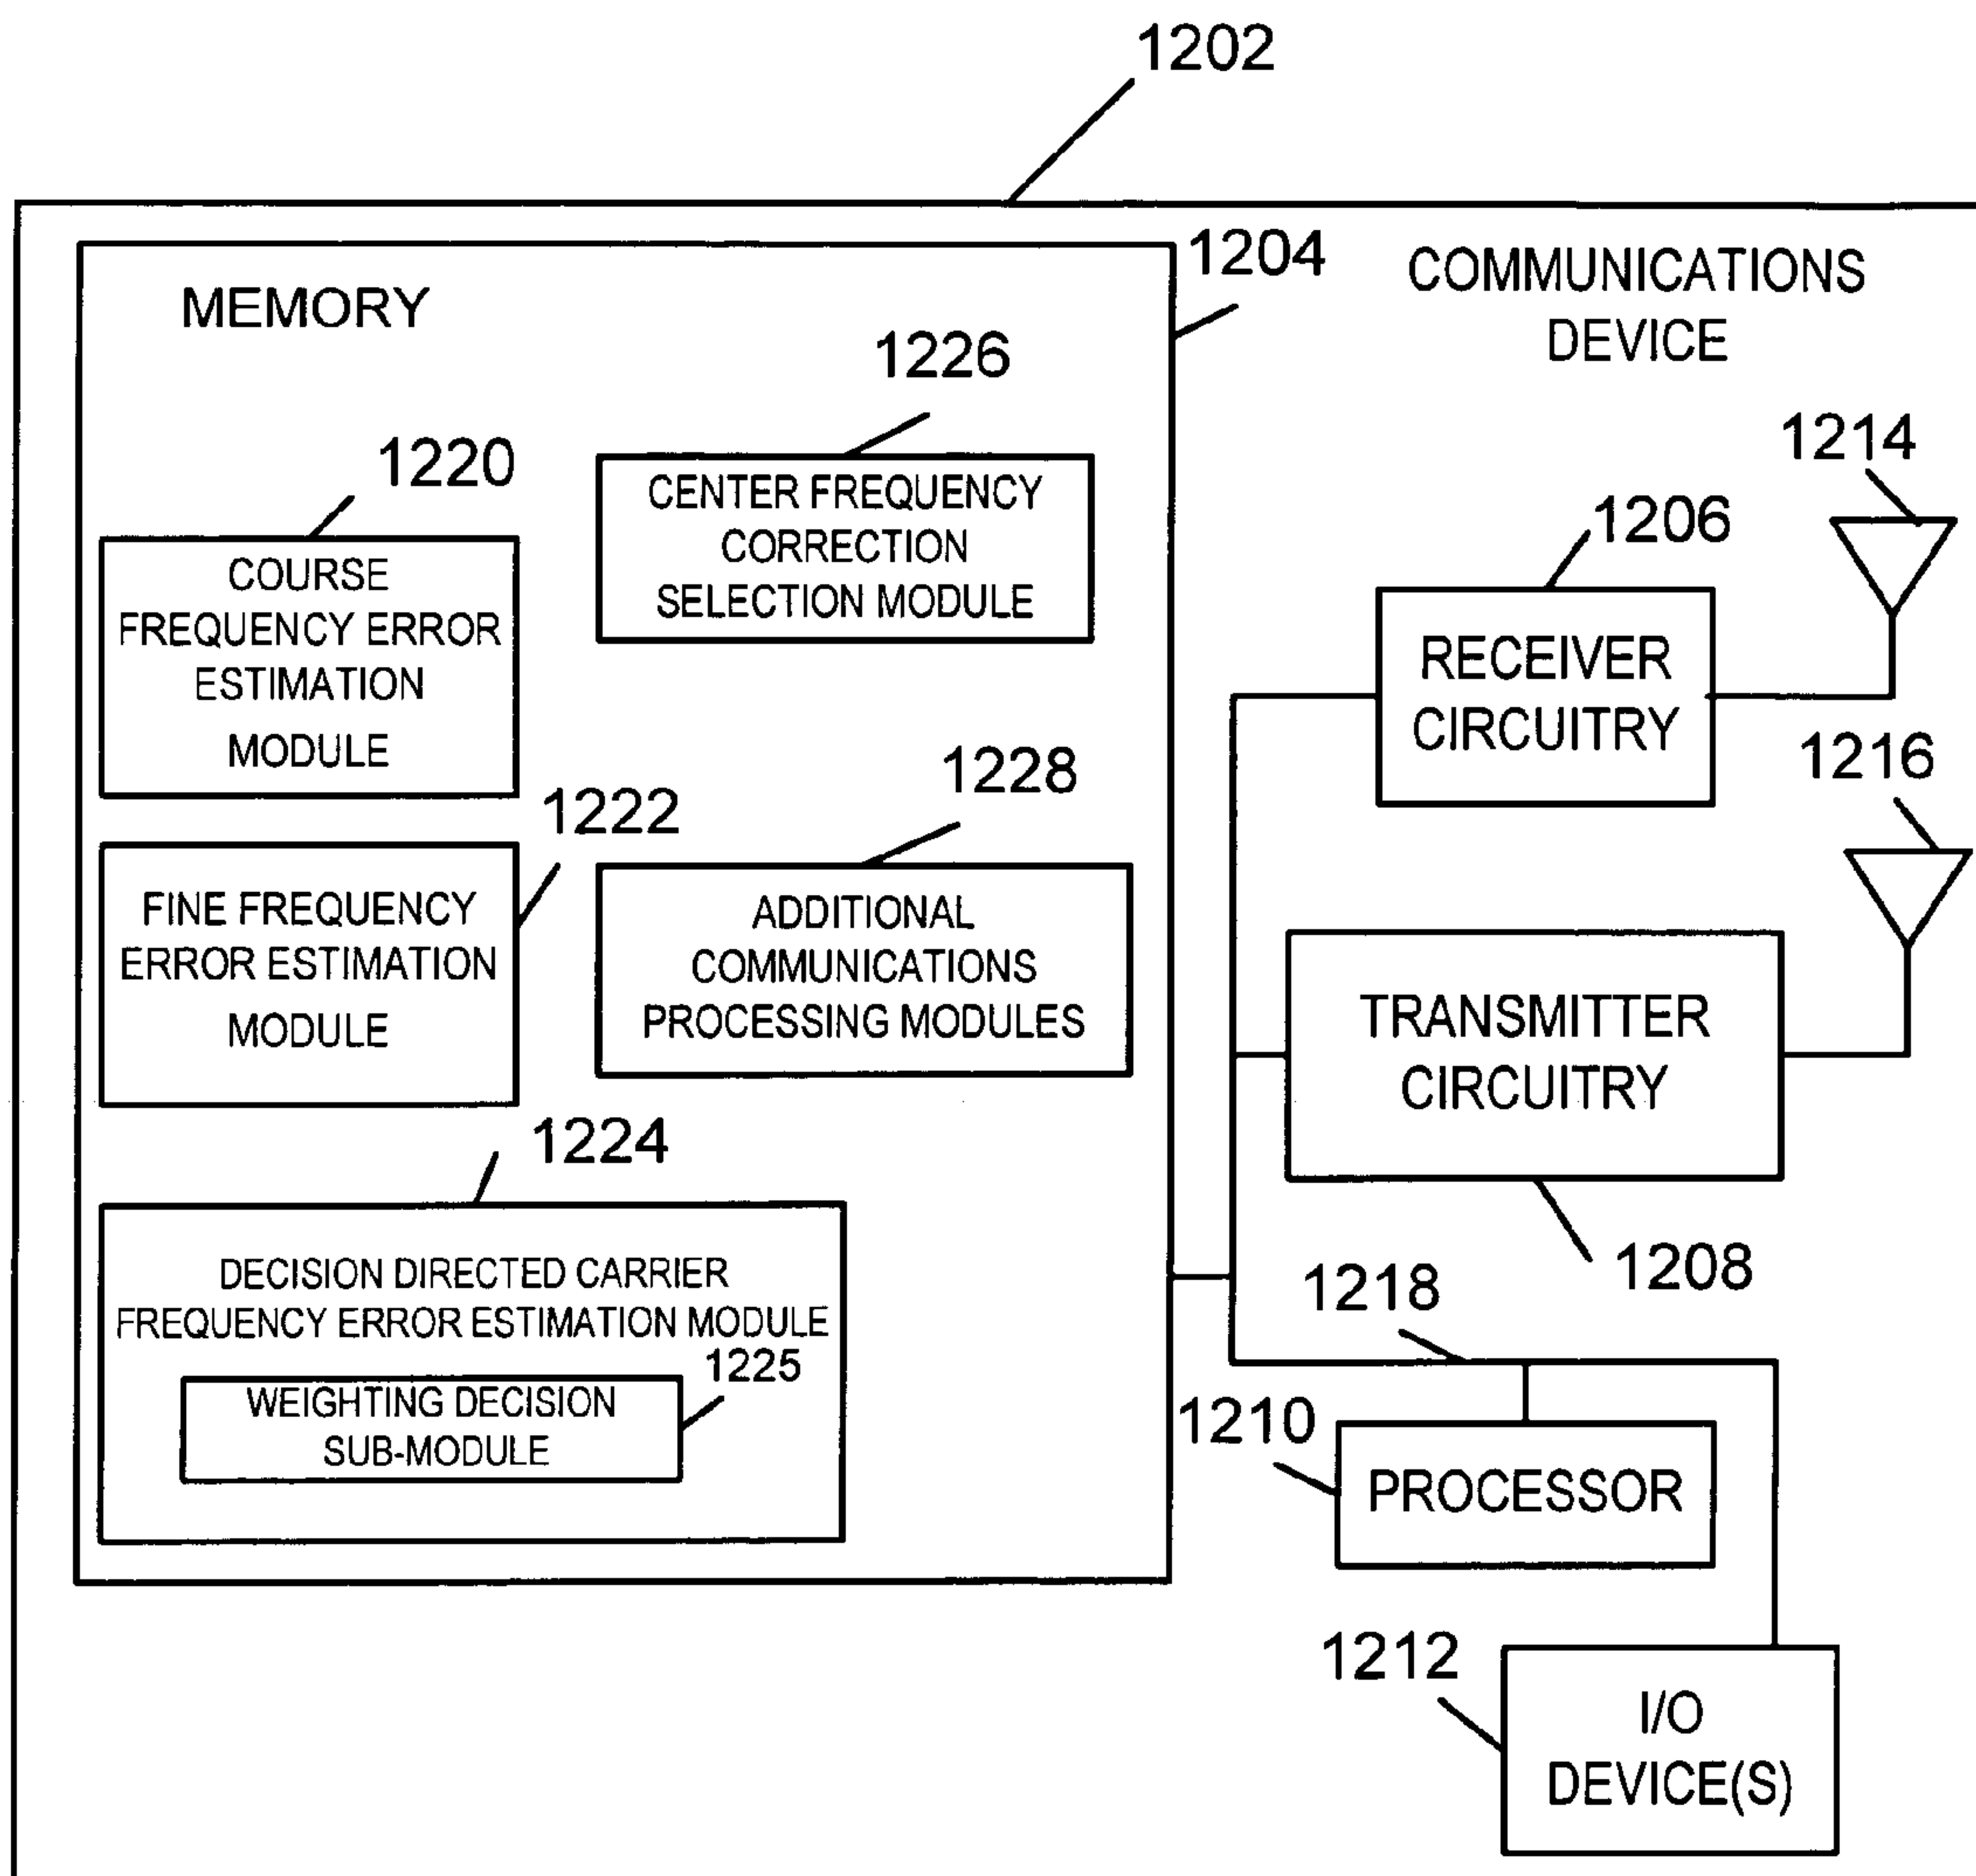 1202
1204
COMMUNICATIONS
DEVICE
MEMORY
1226
CENTER FREQUENCY
CORRECTION
SELECTION MODULE
1220
COURSE
FREQUENCY ERROR
ESTIMATION
MODULE
1222
FINE FREQUENCY
ERROR ESTIMATION
MODULE
1228
ADDITIONAL
COMMUNICATIONS
PROCESSING MODULES
1224
DECISION DIRECTED CARRIER
FREQUENCY ERROR ESTIMATION MODULE
1225
WEIGHTING DECISION
SUB-MODULE
1214
1206
RECEIVER
CIRCUITRY
1216
TRANSMITTER
CIRCUITRY
1208
1218
1210
PROCESSOR
1212
I/O
DEVICE(S)